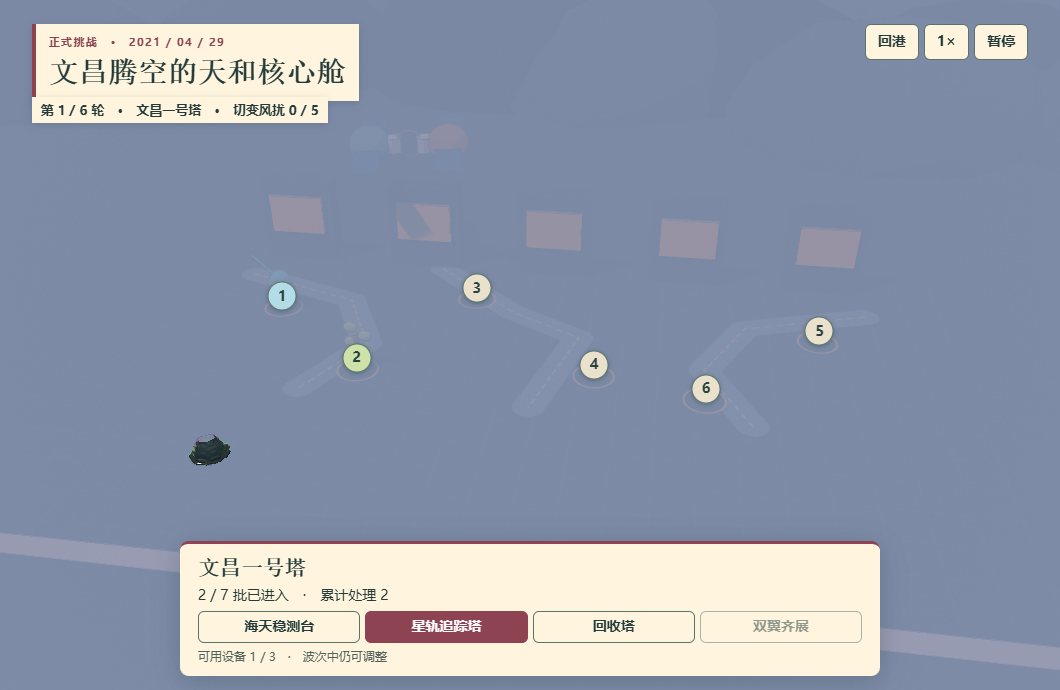 正式挑战 • 2021 / 04 / 29
文昌腾空的天和核心舱
第 1 / 6 轮 • 文昌一号塔 • 切变风扰 0 / 5
回港 1× 暂停
1
2
3
4
5
6
文昌一号塔
2 / 7 批已进入 · 累计处理 2
海天稳测台 星轨追踪塔 回收塔 双翼齐展
可用设备 1 / 3 · 波次中仍可调整